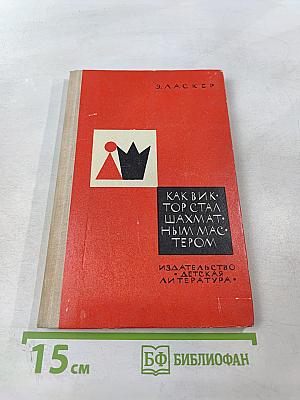 Э. ЛАСКЕР
КАК ВИК•
ТОР СТАЛ
ШАХМАТ•
НЫМ МАС•
ТЕРОМ
ИЗДАТЕЛЬСТВО
• ДЕТСКАЯ
ЛИТЕРАТУРА •
15 см
БФ БИБЛИОФАН